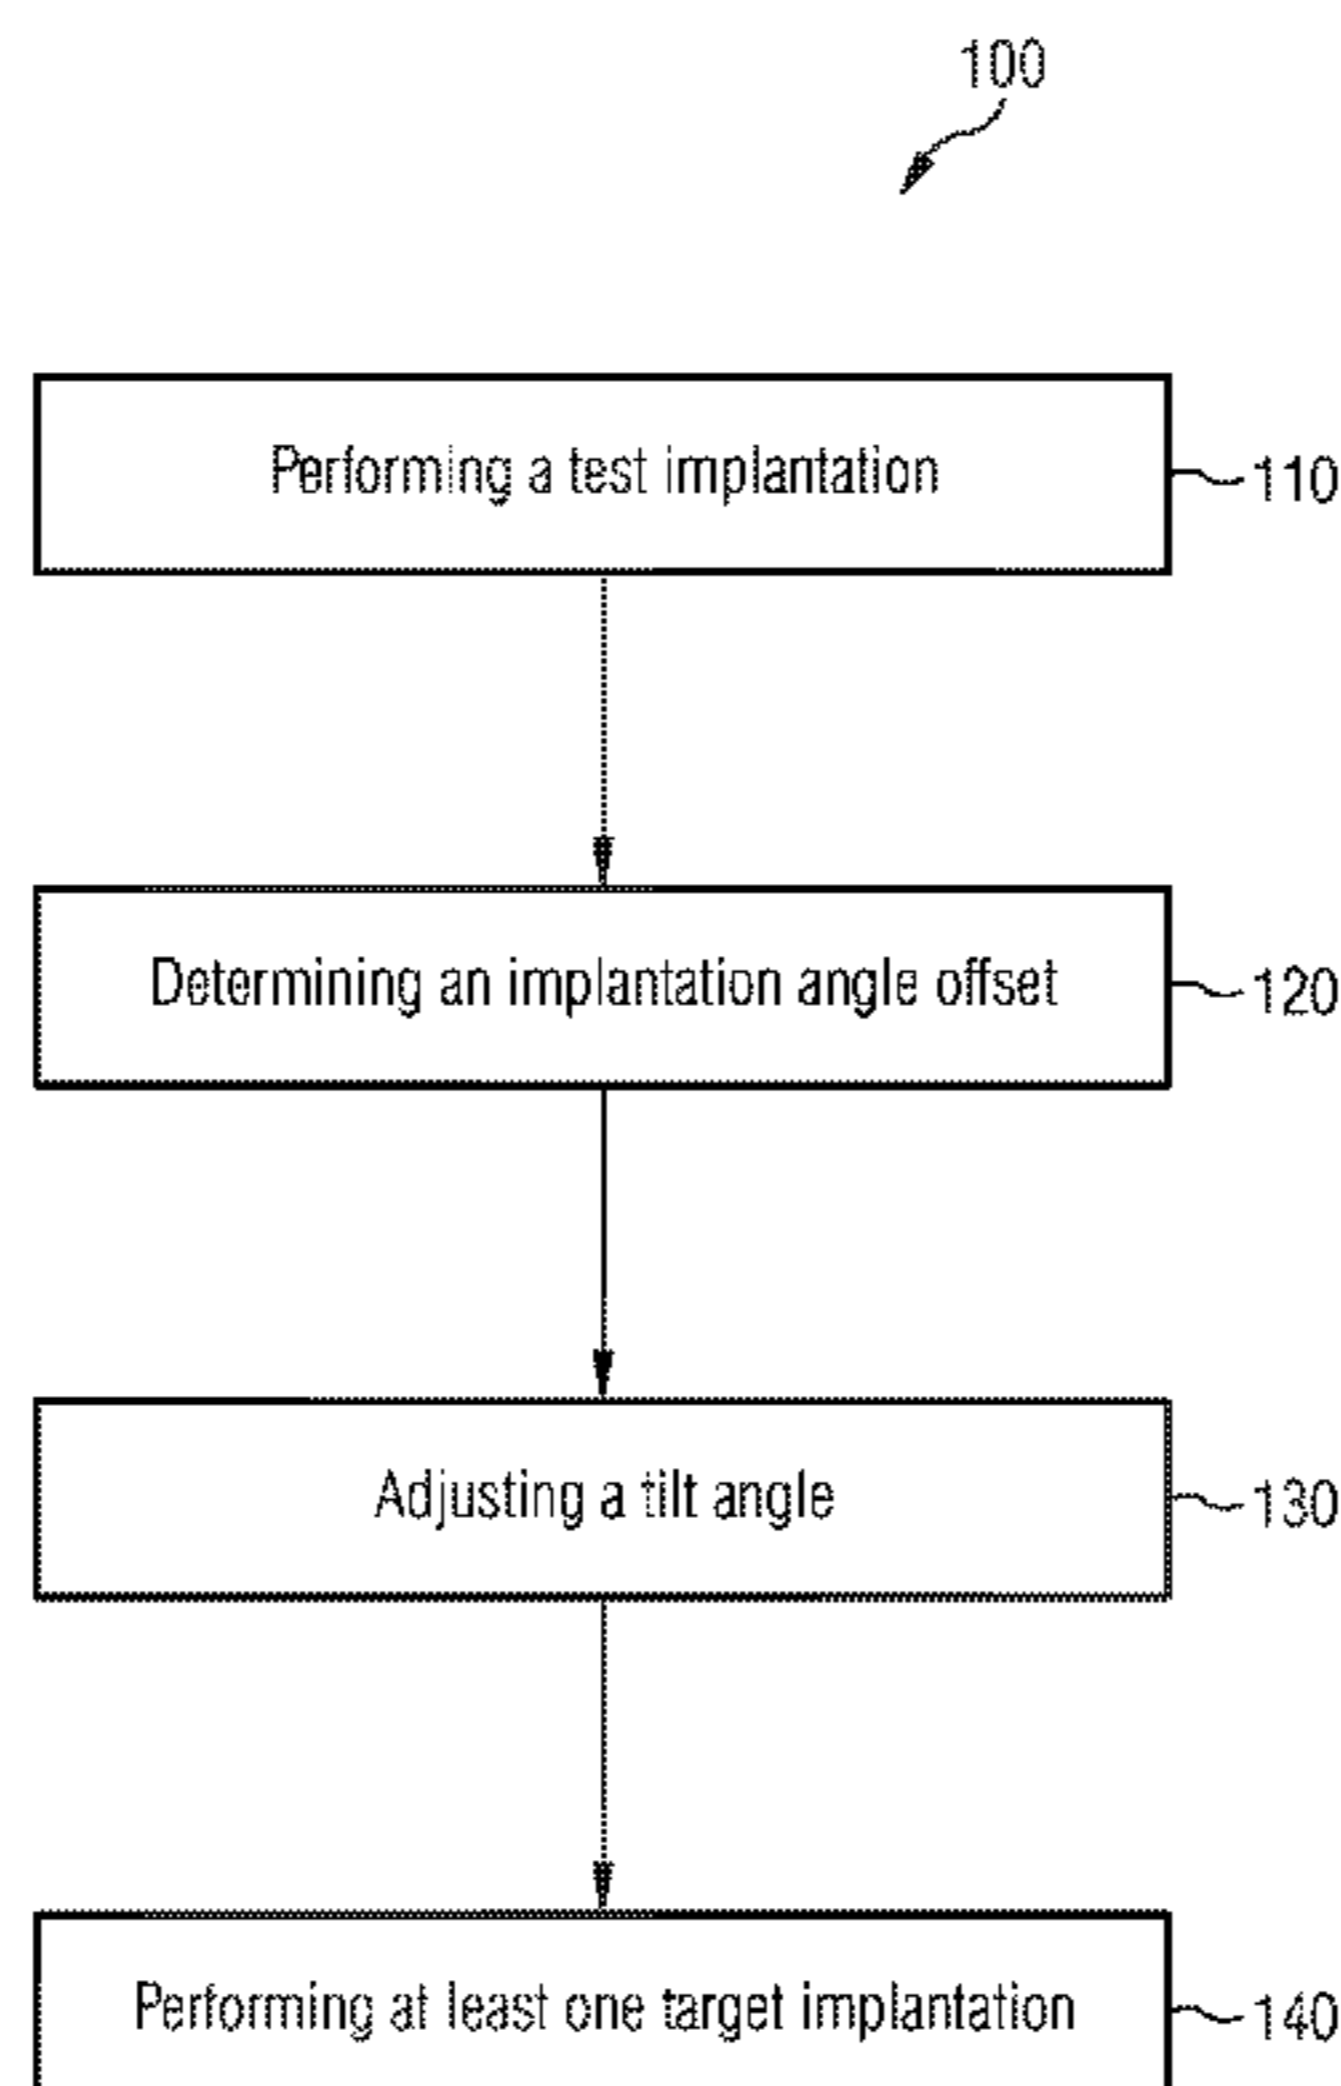 100
Performing a test implantation
110
Determining an implantation angle offset
120
Adjusting a tilt angle
130
Performing at least one target implantation
140